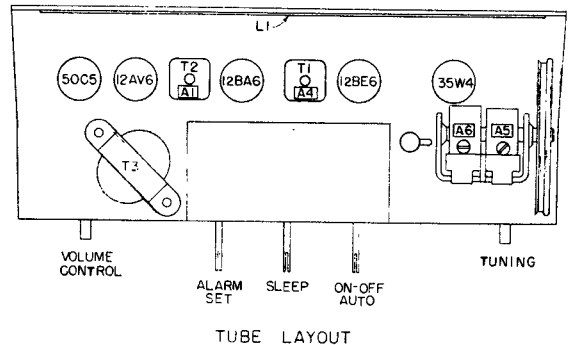 L1
50C5 12AV6 T2 A1 12BA6 T1 A4 12BE6 35W4
A6 A5
T3
VOLUME CONTROL
ALARM SET
SLEEP
ON-OFF AUTO
TUNING
TUBE LAYOUT